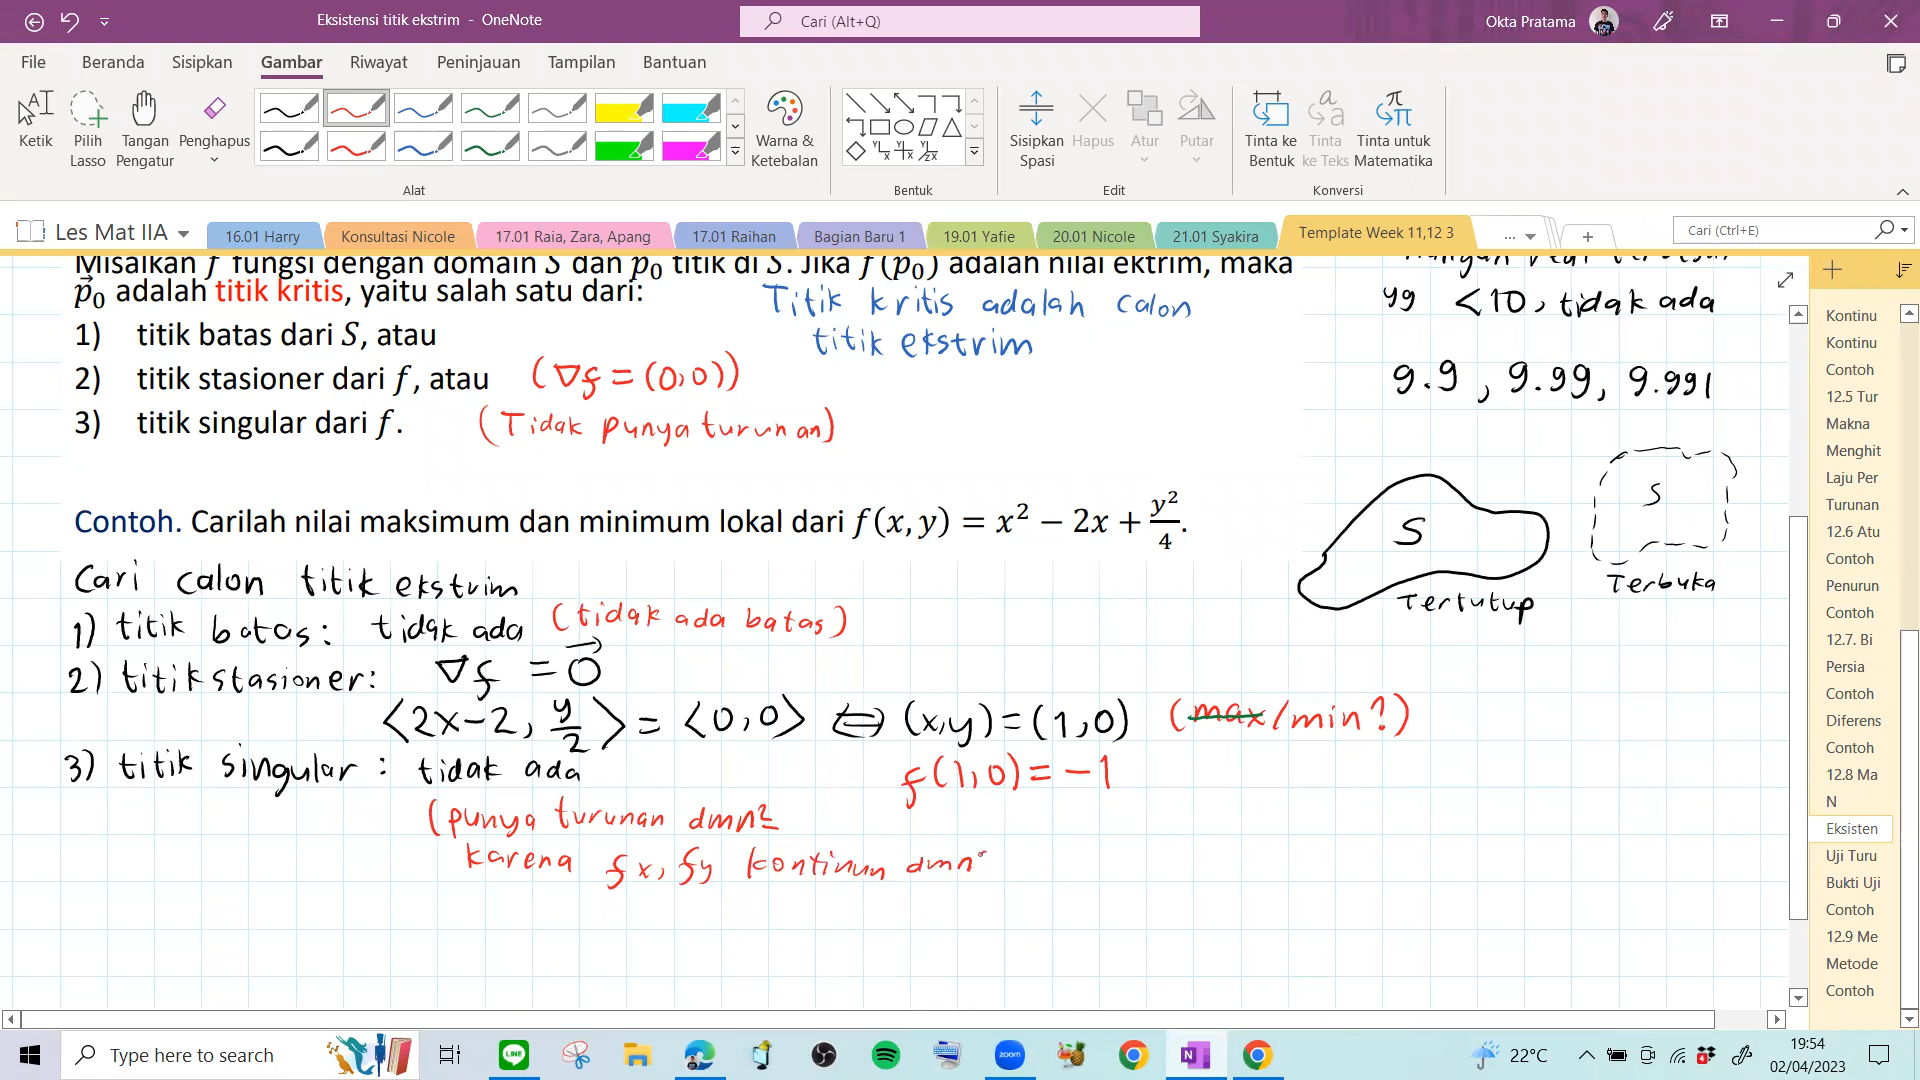 Eksistensi titik ekstrim - OneNote
Cari (Alt+Q)
Okta Pratama
File Beranda Sisipkan Gambar Riwayat Peninjauan Tampilan Bantuan
Ketik
Pilih Lasso
Tangan Pengatur
Penghapus
Warna & Ketebalan
Sisipkan Spasi
Hapus
Atur
Putar
Tinta ke Bentuk
Tinta ke Teks
Tinta untuk Matematika
Alat
Bentuk
Edit
Konversi
Les Mat IIA
16.01 Harry
Konsultasi Nicole
17.01 Raia, Zara, Apang
17.01 Raihan
Bagian Baru 1
19.01 Yafie
20.01 Nicole
21.01 Syakira
Template Week 11,12 3
...
Cari (Ctrl+E)
Misalkan f fungsi dengan domain S dan p⃗₀ titik di S. Jika f(p⃗₀) adalah nilai ektrim, maka
p⃗₀ adalah titik kritis, yaitu salah satu dari:
1) titik batas dari S, atau
2) titik stasioner dari f, atau (∇f = (0,0))
3) titik singular dari f. (Tidak punya turunan)
Titik kritis adalah calon
titik ekstrim
yg <10, tidak ada
9.9, 9.99, 9.991
S
Tertutup
S
Terbuka
Contoh. Carilah nilai maksimum dan minimum lokal dari f(x, y) = x² − 2x + y²/4.
Cari calon titik ekstrim
1) titik batas: tidak ada (tidak ada batas)
2) titik stasioner: ∇f = 0⃗
⟨2x−2, y/2⟩ = ⟨0,0⟩ ⇔ (x,y) = (1,0) (max/min?)
3) titik singular: tidak ada
f(1,0) = −1
(punya turunan dmn2
karena fx, fy kontinun dmn
Kontinu
Kontinu
Contoh
12.5 Tur
Makna
Menghit
Laju Per
Turunan
12.6 Atu
Contoh
Penurun
Contoh
12.7. Bi
Persia
Contoh
Diferens
Contoh
12.8 Ma
N
Eksisten
Uji Turu
Bukti Uji
Contoh
12.9 Me
Metode
Contoh
Type here to search
22°C
19:54
02/04/2023